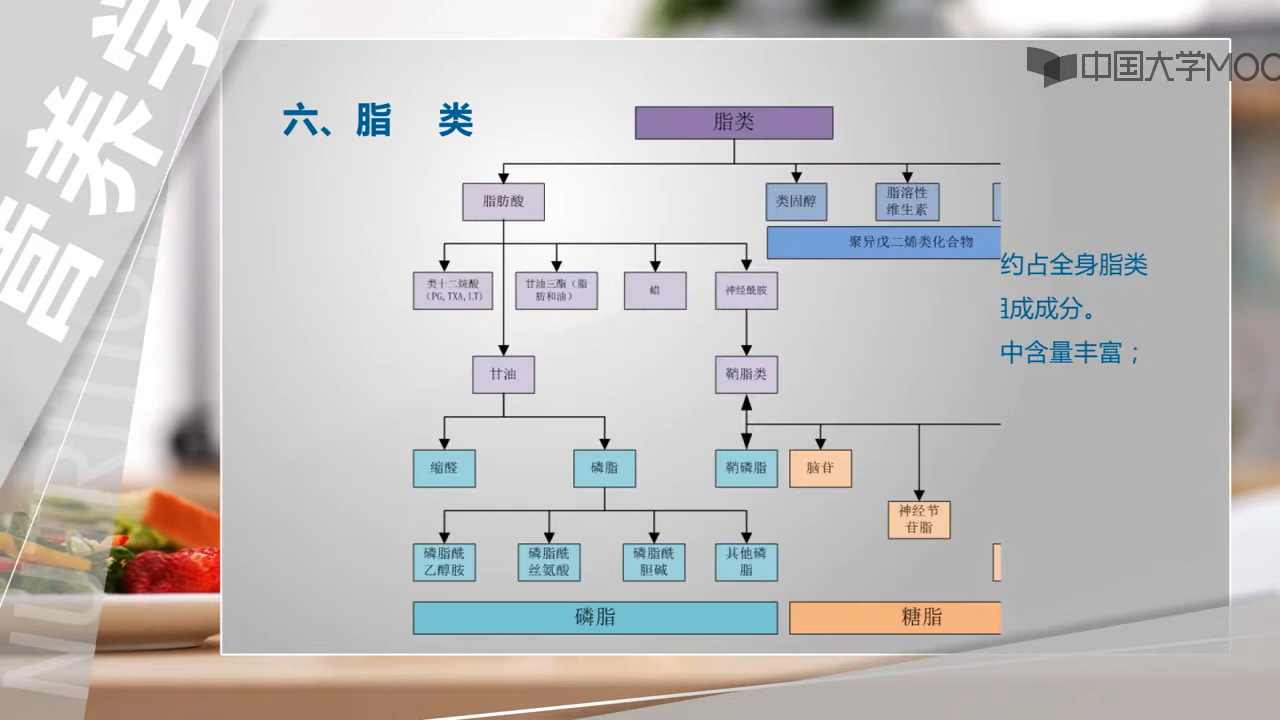 营养学
NUTRITION
中国大学MOO
六、脂 类
脂类
脂肪酸
类固醇
脂溶性
维生素
聚异戊二烯类化合物
类十二烷酸
（PG, TXA, LT）
甘油三酯（脂
肪和油）
蜡
神经酰胺
约占全身脂类
组成成分。
中含量丰富；
甘油
鞘脂类
缩醛
磷脂
鞘磷脂
脑苷
神经节
苷脂
磷脂酰
乙醇胺
磷脂酰
丝氨酸
磷脂酰
胆碱
其他磷
脂
磷脂
糖脂